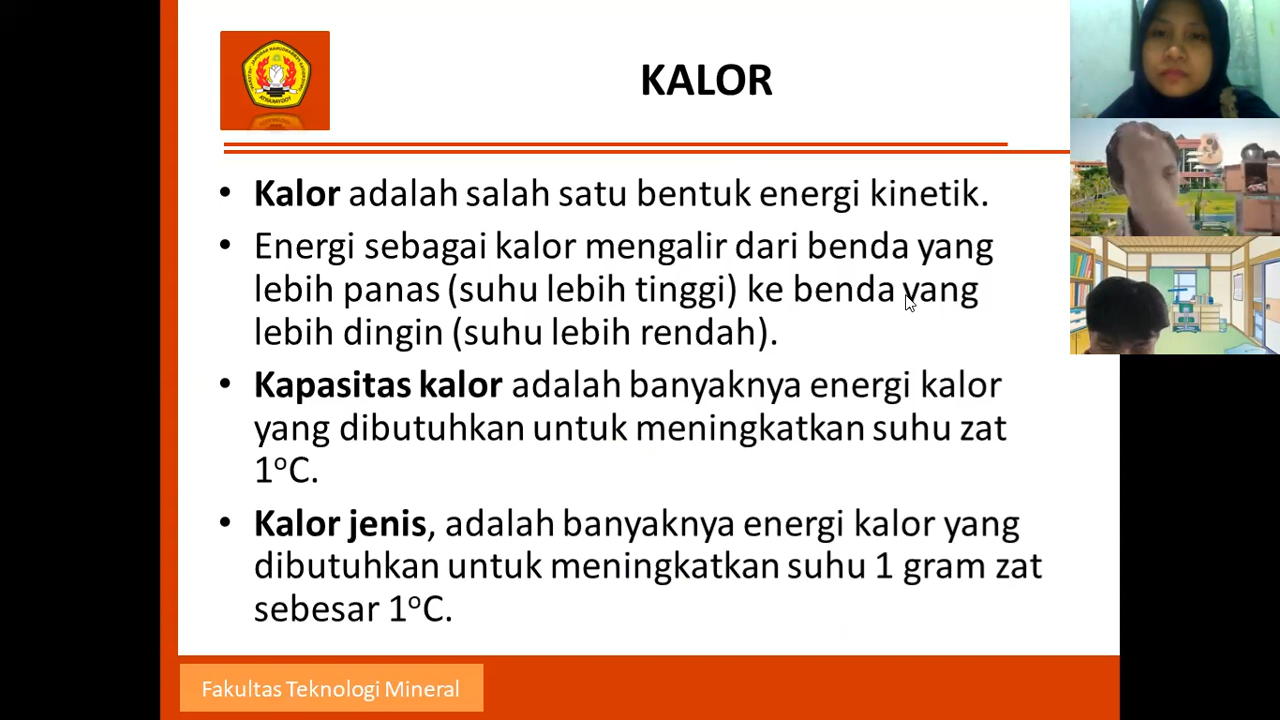 KALOR
• Kalor adalah salah satu bentuk energi kinetik.
• Energi sebagai kalor mengalir dari benda yang
lebih panas (suhu lebih tinggi) ke benda yang
lebih dingin (suhu lebih rendah).
• Kapasitas kalor adalah banyaknya energi kalor
yang dibutuhkan untuk meningkatkan suhu zat
1°C.
• Kalor jenis, adalah banyaknya energi kalor yang
dibutuhkan untuk meningkatkan suhu 1 gram zat
sebesar 1°C.
Fakultas Teknologi Mineral